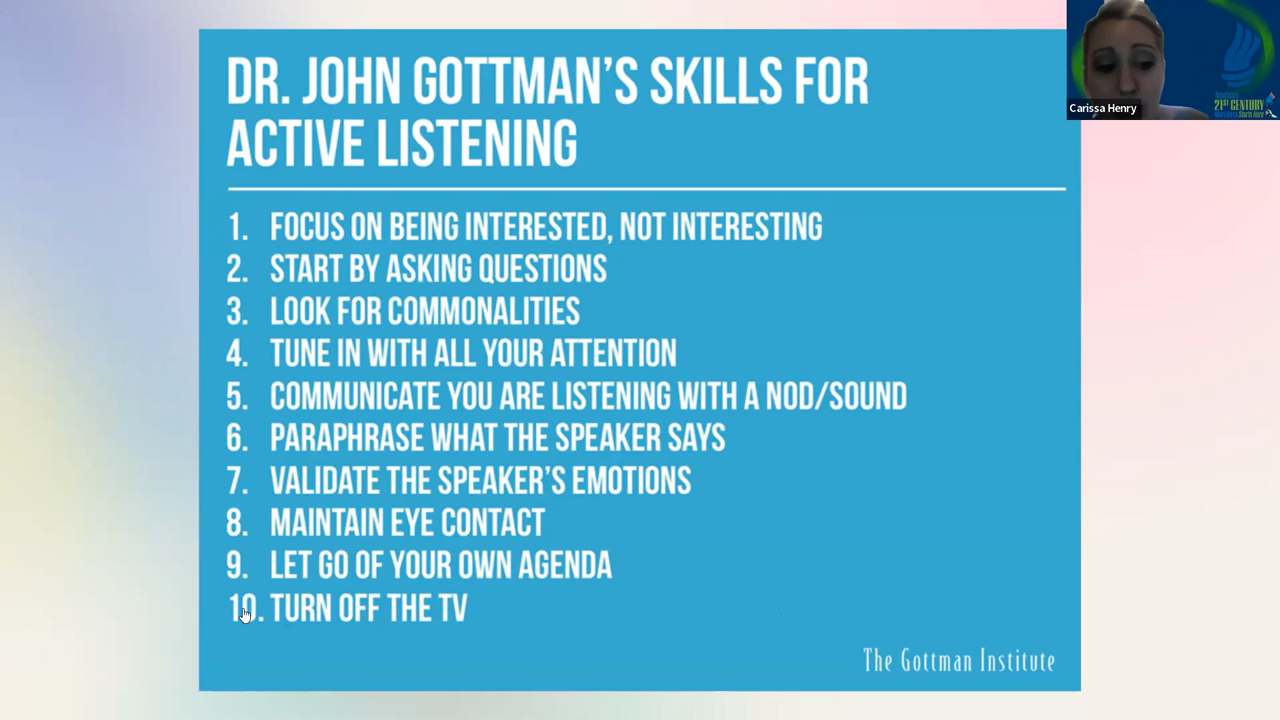 DR. JOHN GOTTMAN'S SKILLS FOR
ACTIVE LISTENING
1. FOCUS ON BEING INTERESTED, NOT INTERESTING
2. START BY ASKING QUESTIONS
3. LOOK FOR COMMONALITIES
4. TUNE IN WITH ALL YOUR ATTENTION
5. COMMUNICATE YOU ARE LISTENING WITH A NOD/SOUND
6. PARAPHRASE WHAT THE SPEAKER SAYS
7. VALIDATE THE SPEAKER'S EMOTIONS
8. MAINTAIN EYE CONTACT
9. LET GO OF YOUR OWN AGENDA
10. TURN OFF THE TV
The Gottman Institute
Carissa Henry
21ST CENTURY
Starts Here